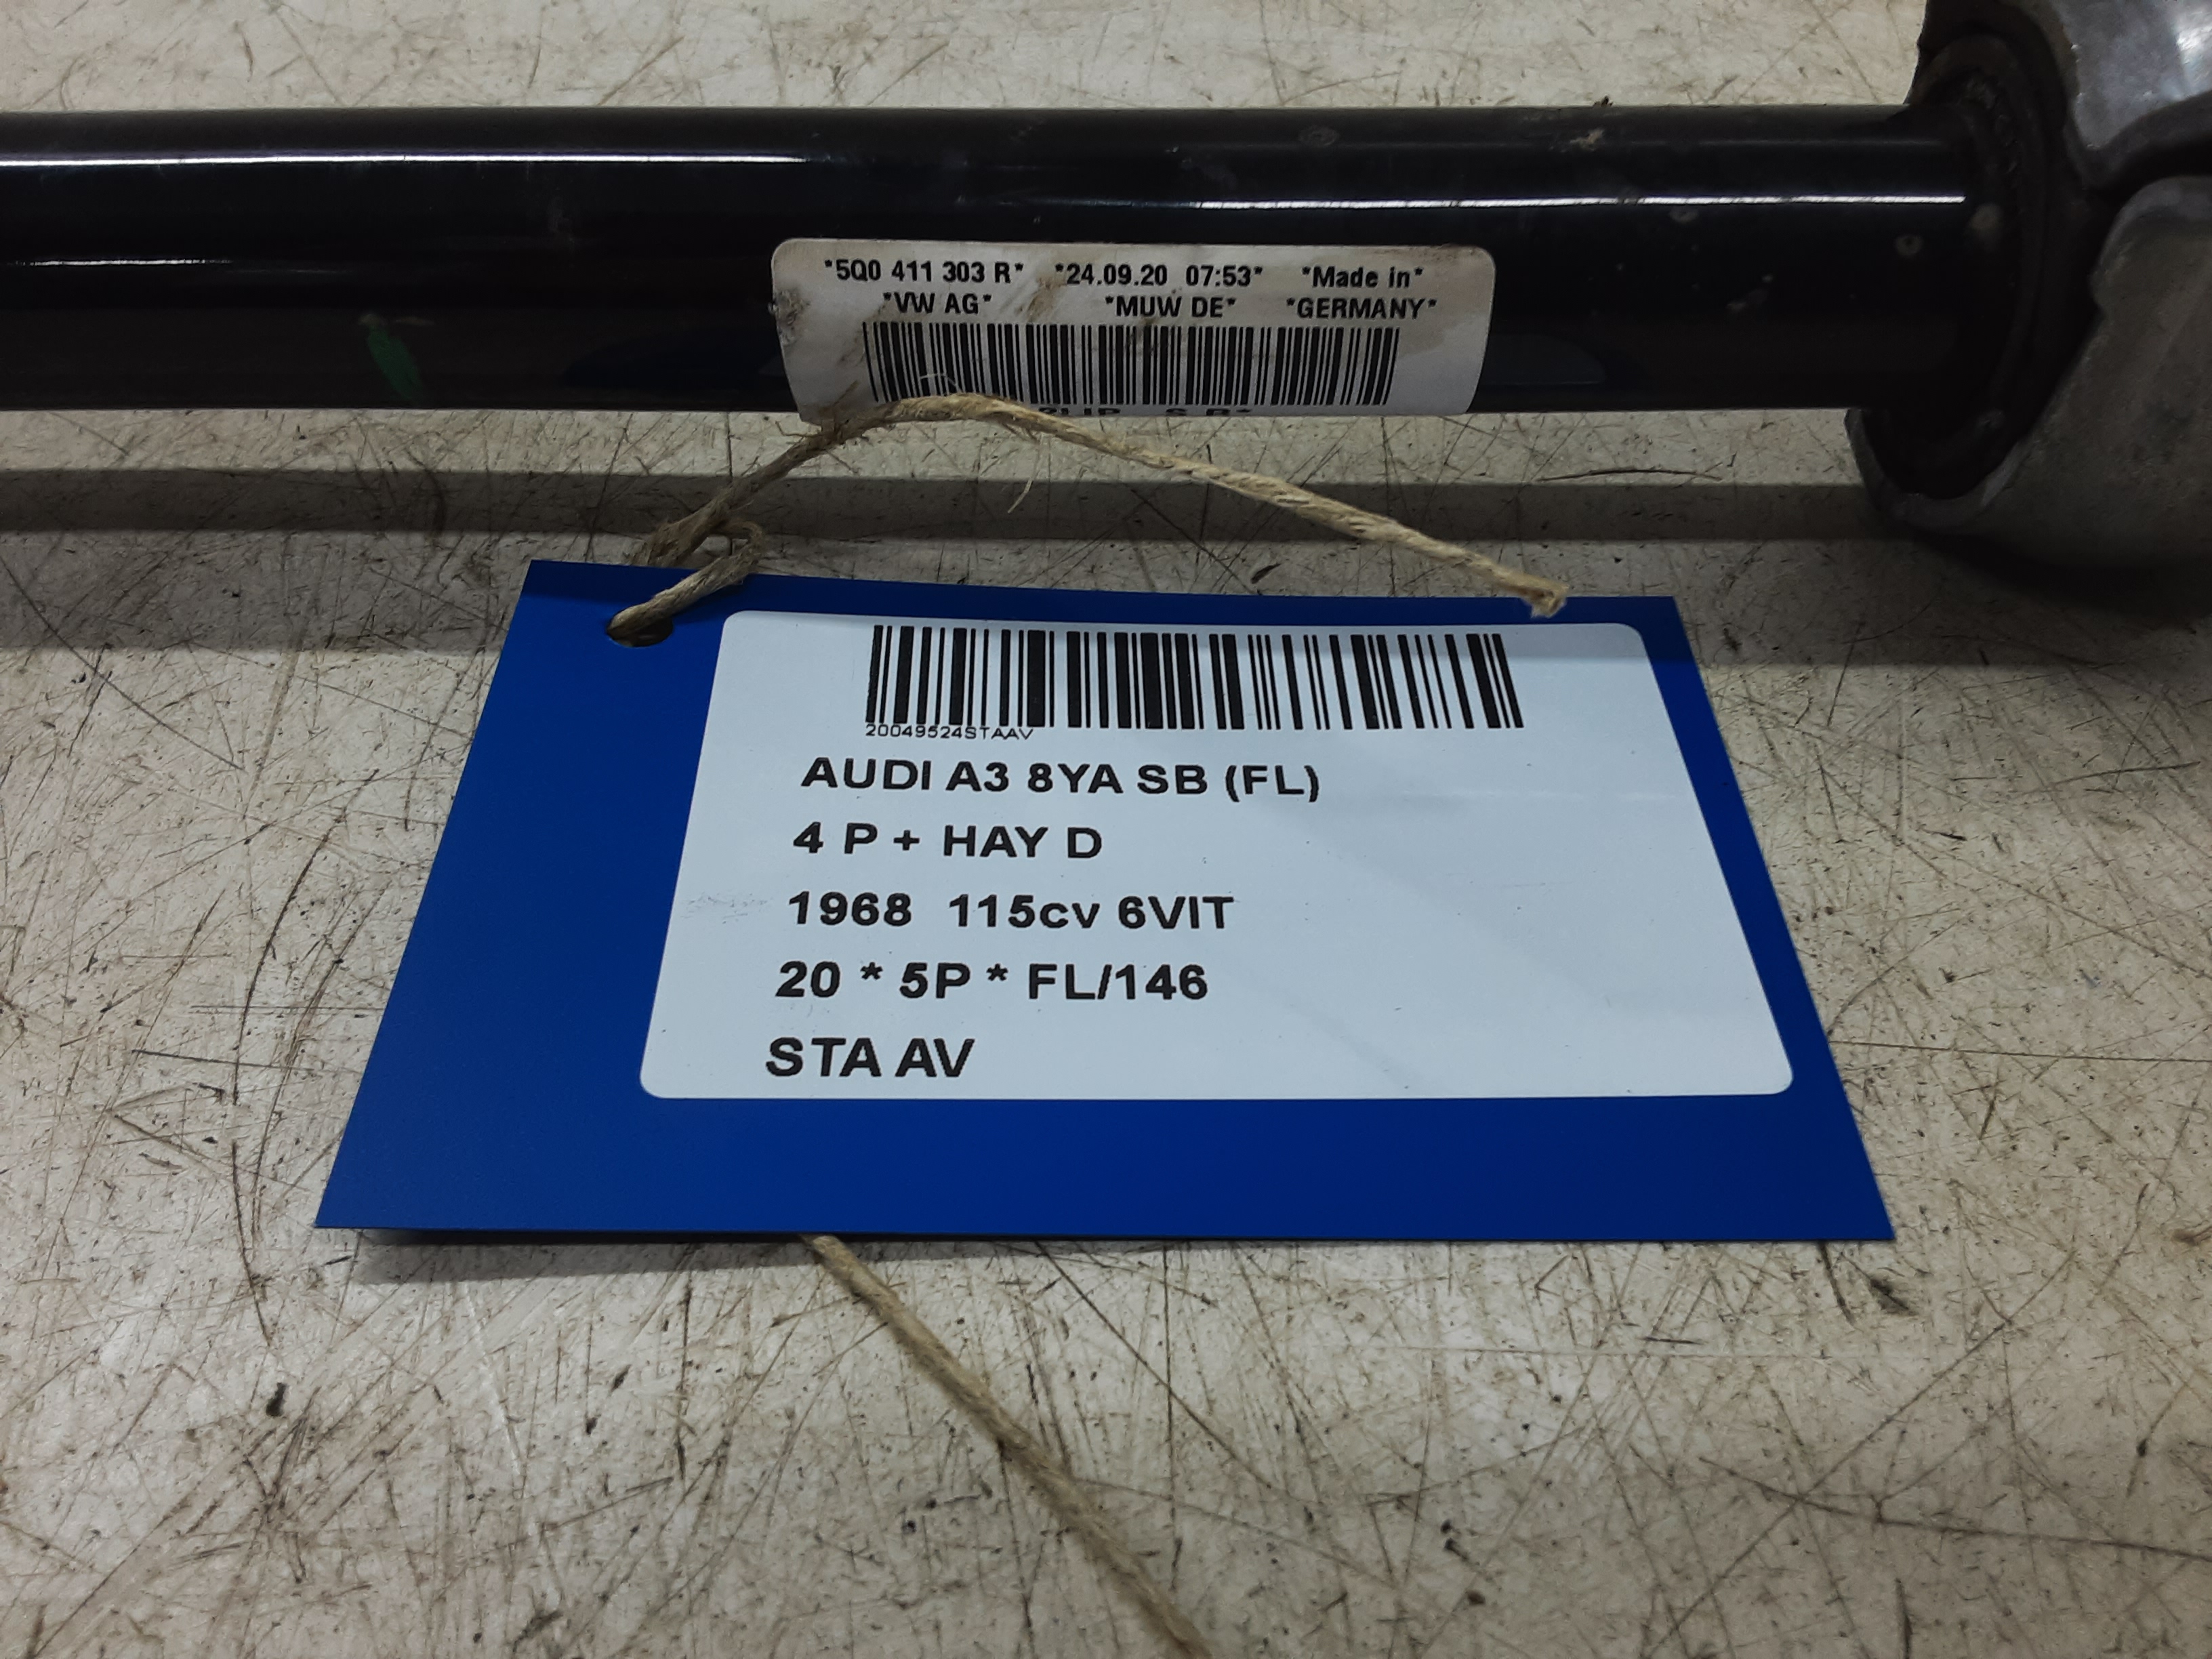 *5Q0 411 303 R* *24.09.20 07:53* *Made in*
*VW AG* *MUW DE* *GERMANY*
20049524STAAV
AUDI A3 8YA SB (FL)
4 P + HAY D
1968 115cv 6VIT
20 * 5P * FL/146
STA AV